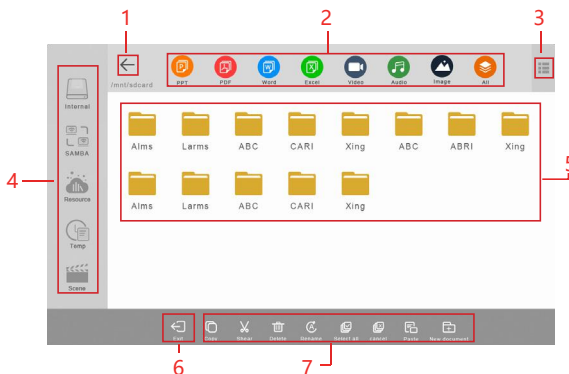 1
2
3
/mnt/sdcard
PPT
PDF
Word
Excel
Video
Audio
Image
All
Internal
SAMBA
Resource
Temp
Scene
4
Alms
Larms
ABC
CARI
Xing
ABC
ABRI
Xing
Alms
Larms
ABC
CARI
Xing
5
Exit
Copy
Shear
Delete
Rename
Select all
cancel
Paste
New document
6
7